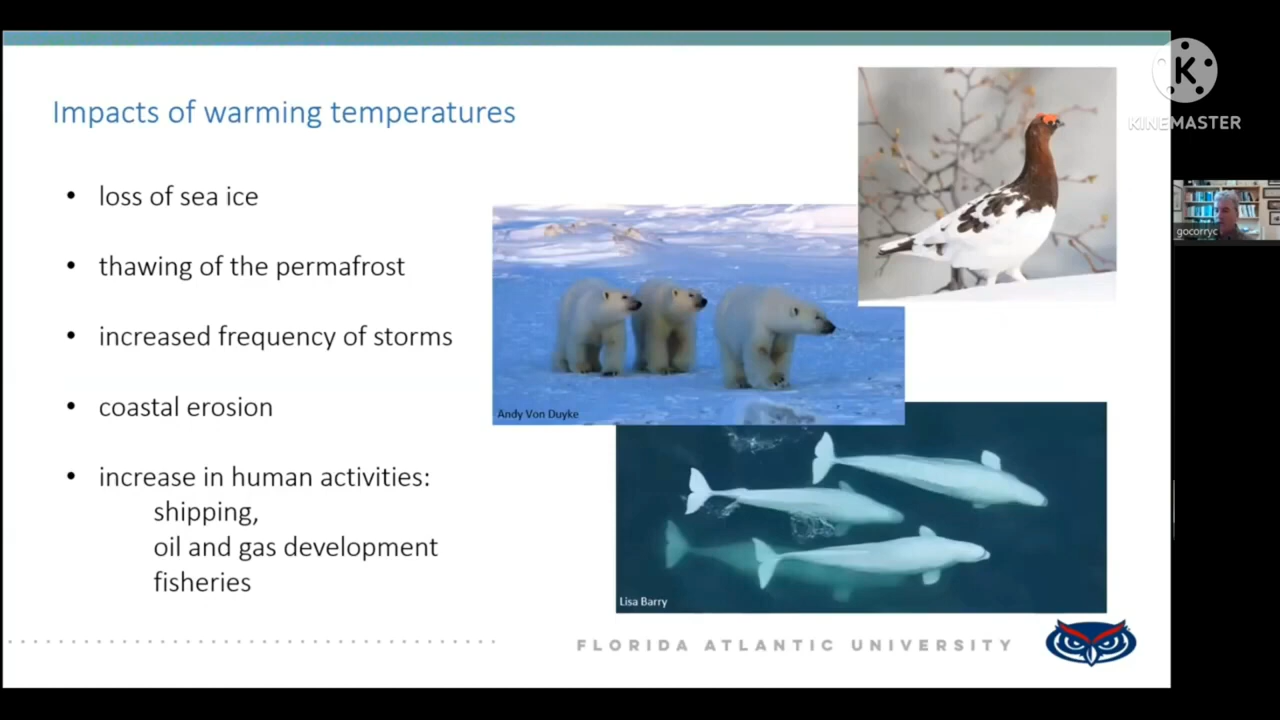 Impacts of warming temperatures
• loss of sea ice
• thawing of the permafrost
• increased frequency of storms
• coastal erosion
• increase in human activities:
shipping,
oil and gas development
fisheries
Andy Von Duyke
Lisa Barry
FLORIDA ATLANTIC UNIVERSITY
K
KINEMASTER
gocorryc